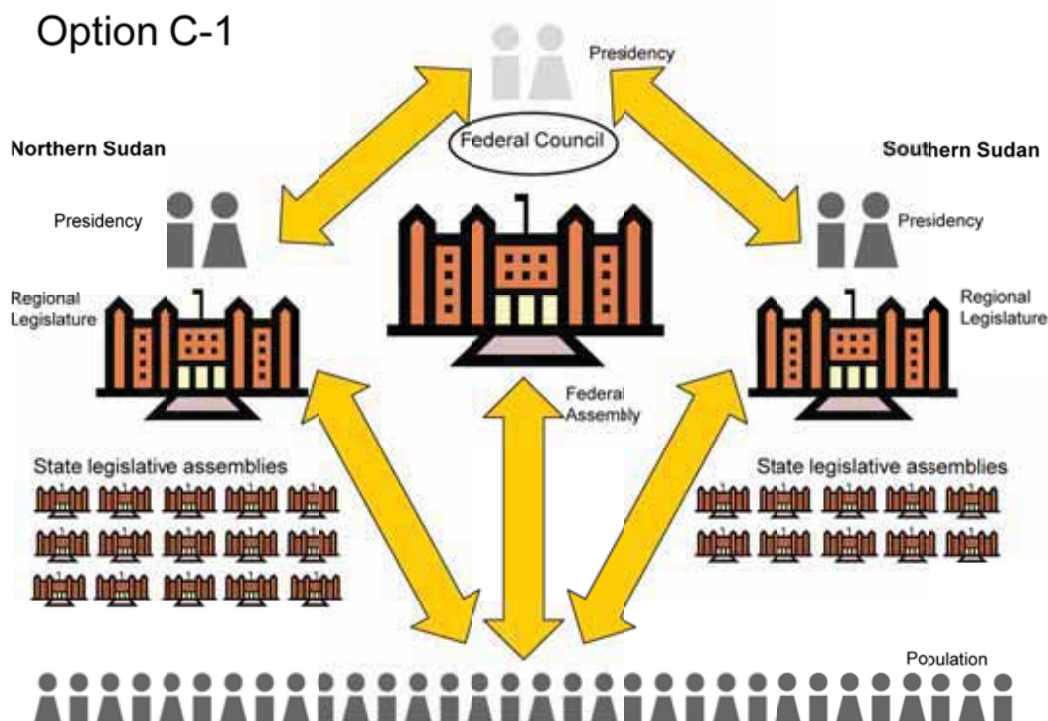 Option C-1
Presidency
Federal Council
Northern Sudan
Southern Sudan
Presidency
Presidency
Regional
Legislature
Regional
Legislature
Federal
Assembly
State legislative assemblies
State legislative assemblies
Population